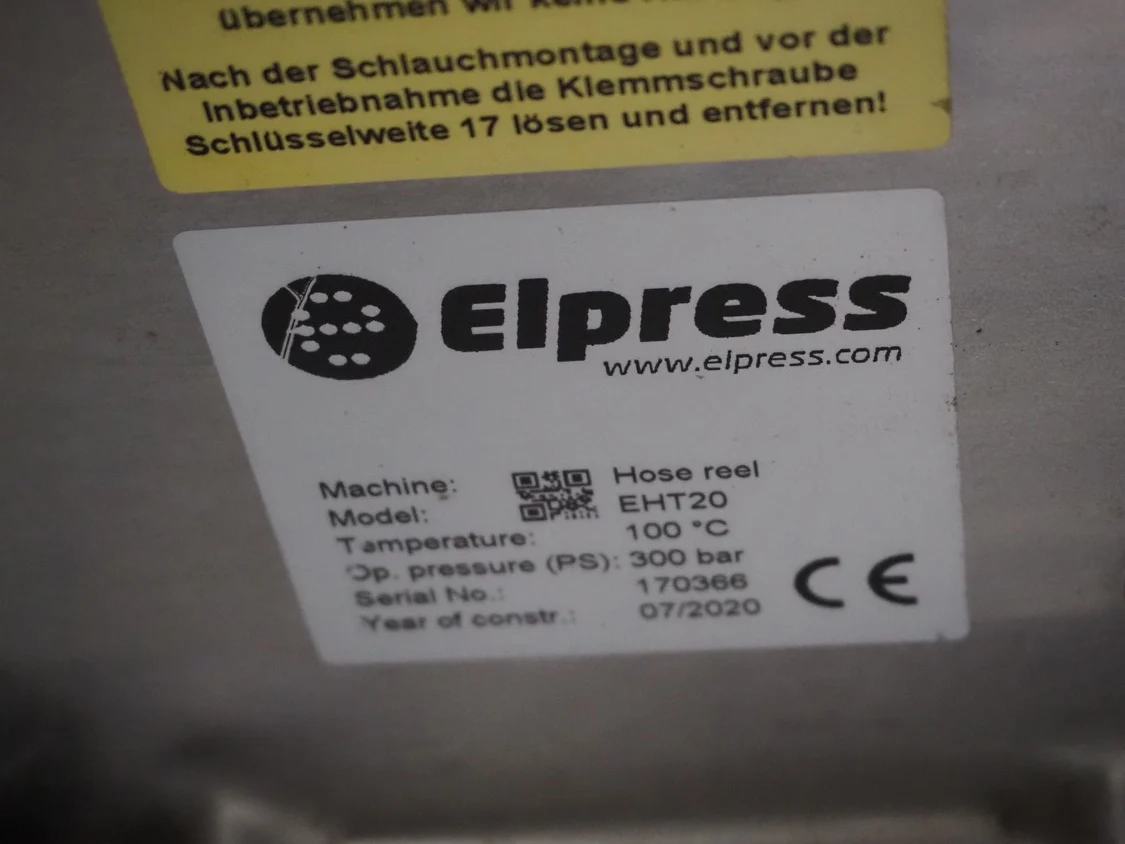 übernehmen wir keine
Nach der Schlauchmontage und vor der
Inbetriebnahme die Klemmschraube
Schlüsselweite 17 lösen und entfernen!
Elpress
www.elpress.com
Machine: Hose reel
Model: EHT20
Temperature: 100 °C
Op. pressure (PS): 300 bar
Serial No.: 170366
Year of constr.: 07/2020
CE